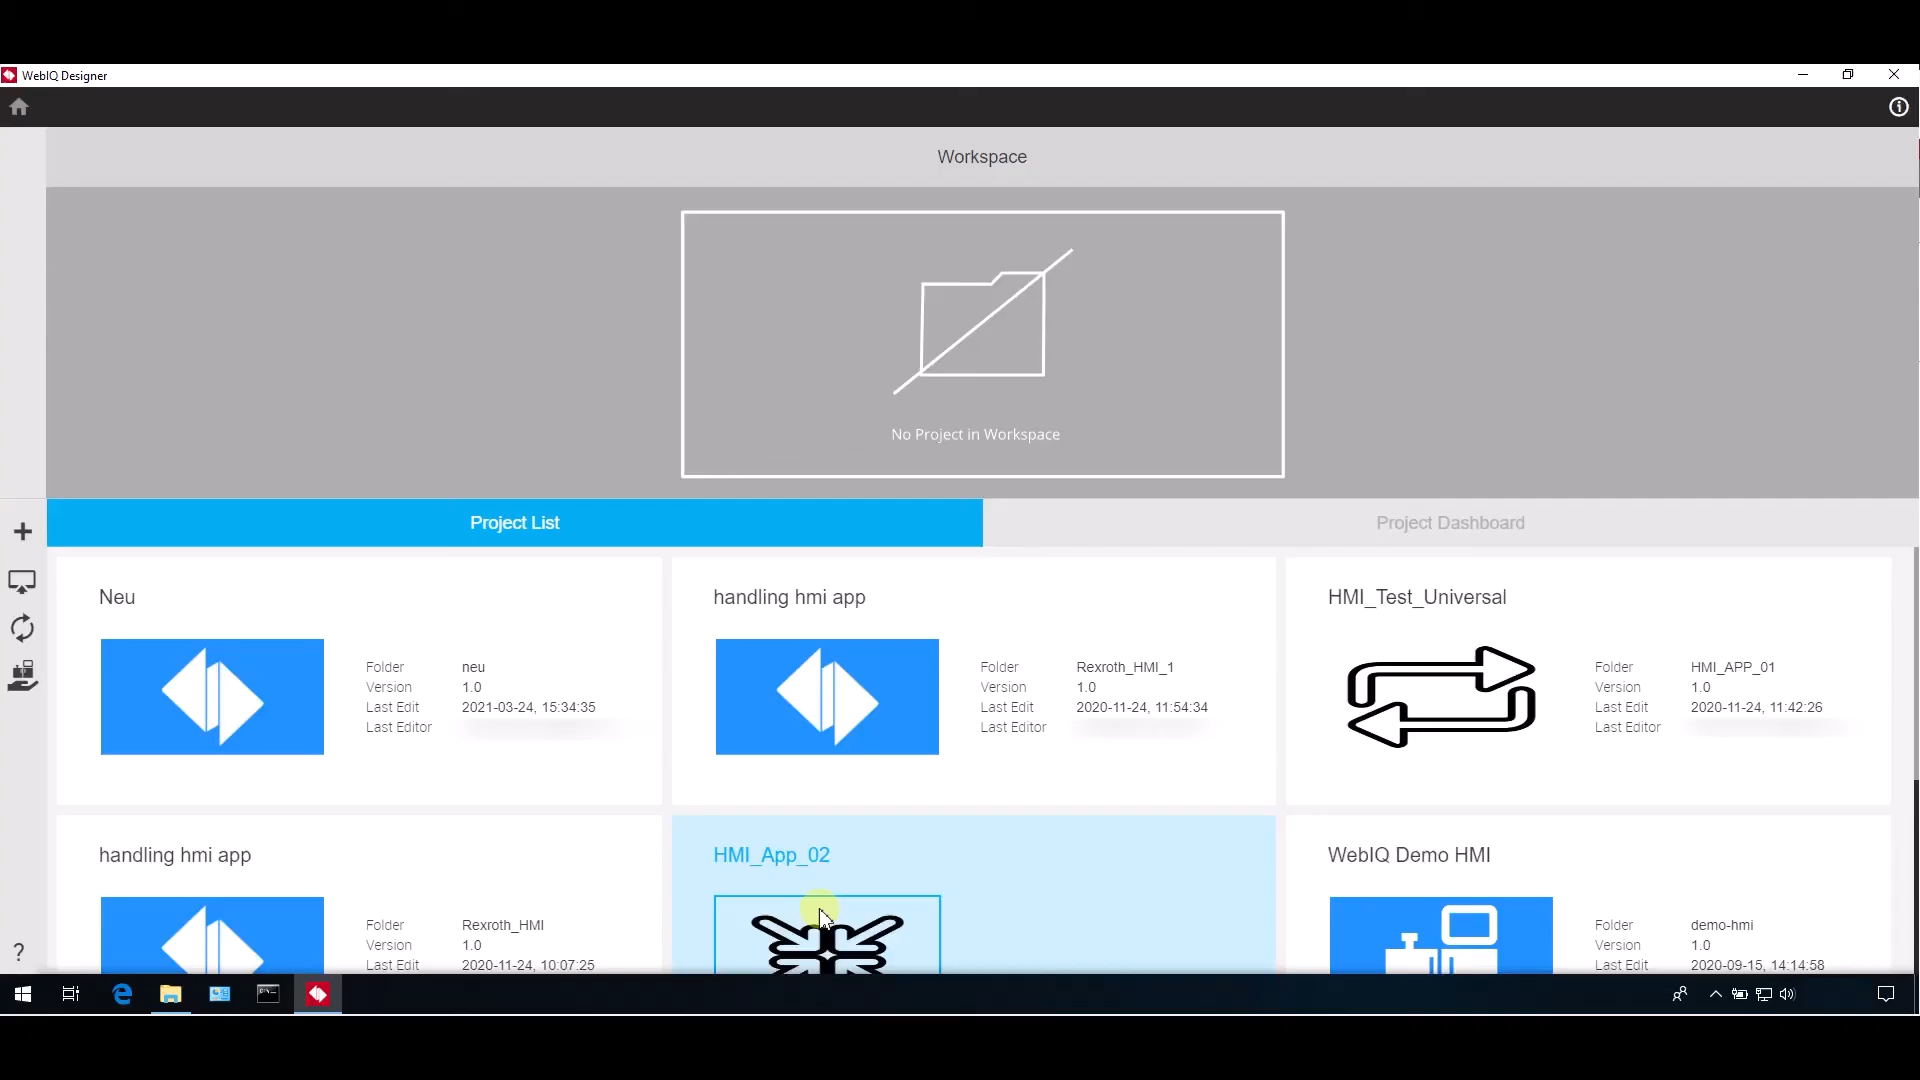 WebIQ Designer
Workspace
No Project in Workspace
Project List
Project Dashboard
Neu
Folder neu
Version 1.0
Last Edit 2021-03-24, 15:34:35
Last Editor
handling hmi app
Folder Rexroth_HMI_1
Version 1.0
Last Edit 2020-11-24, 11:54:34
Last Editor
HMI_Test_Universal
Folder HMI_APP_01
Version 1.0
Last Edit 2020-11-24, 11:42:26
Last Editor
handling hmi app
Folder Rexroth_HMI
Version 1.0
Last Edit 2020-11-24, 10:07:25
HMI_App_02
WebIQ Demo HMI
Folder demo-hmi
Version 1.0
Last Edit 2020-09-15, 14:14:58
?